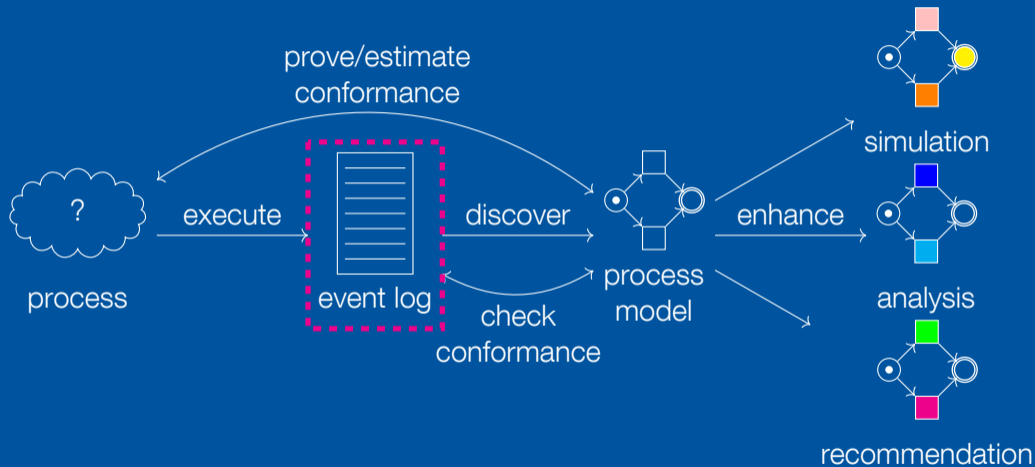 prove/estimate
conformance
simulation
?
execute
discover
enhance
process
event log
process
model
analysis
check
conformance
recommendation